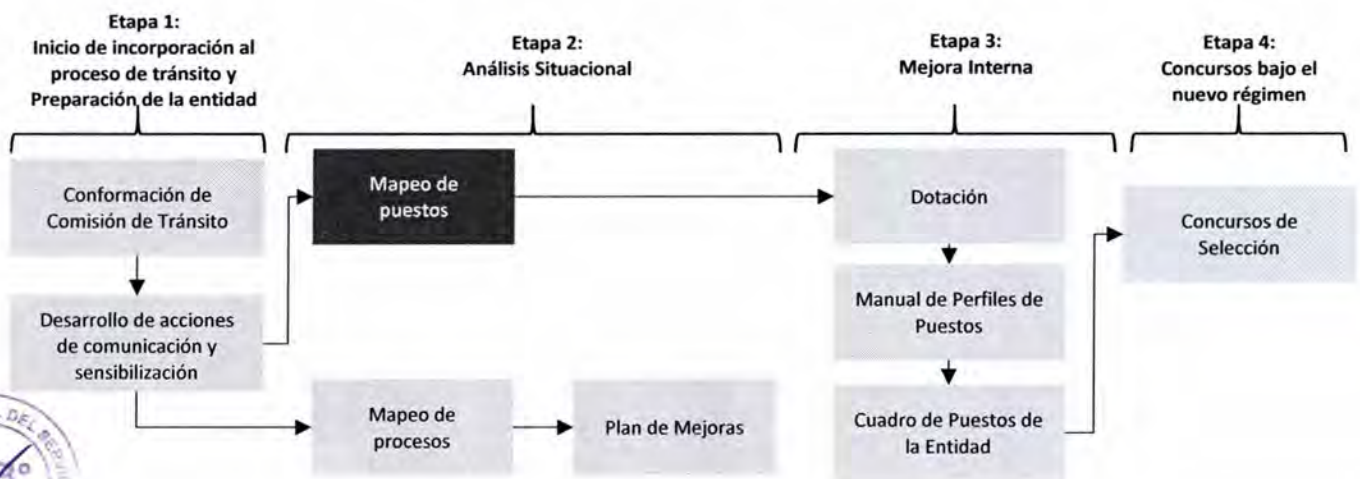 Etapa 1:
Inicio de incorporación al
proceso de tránsito y
Preparación de la entidad
Etapa 2:
Análisis Situacional
Etapa 3:
Mejora Interna
Etapa 4:
Concursos bajo el
nuevo régimen
Conformación de
Comisión de Tránsito
Desarrollo de acciones
de comunicación y
sensibilización
Mapeo de
puestos
Mapeo de
procesos
Plan de Mejoras
Dotación
Manual de Perfiles de
Puestos
Cuadro de Puestos de
la Entidad
Concursos de
Selección
DEL